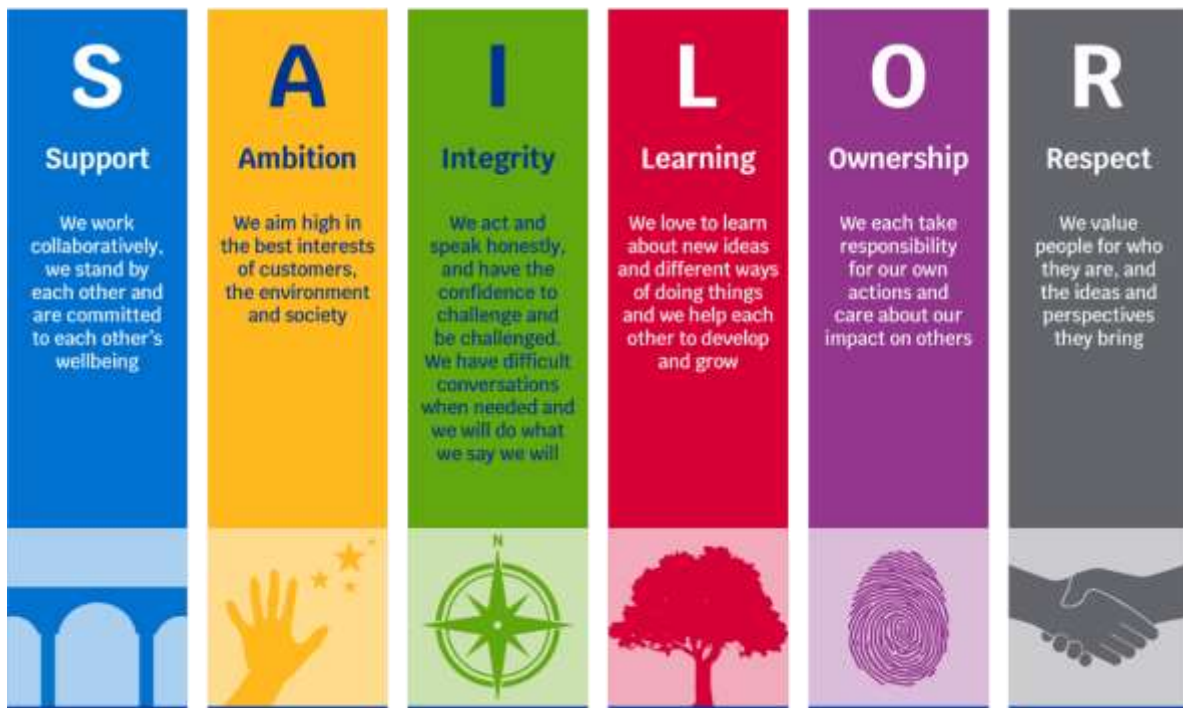 S
Support
We work
collaboratively,
we stand by
each other and
are committed
to each other's
wellbeing
A
Ambition
We aim high in
the best interests
of customers,
the environment
and society
I
Integrity
We act and
speak honestly,
and have the
confidence to
challenge and
be challenged.
We have difficult
conversations
when needed and
we will do what
we say we will
N
L
Learning
We love to learn
about new ideas
and different ways
of doing things
and we help each
other to develop
and grow
O
Ownership
We each take
responsibility
for our own
actions and
care about our
impact on others
R
Respect
We value
people for who
they are, and
the ideas and
perspectives
they bring